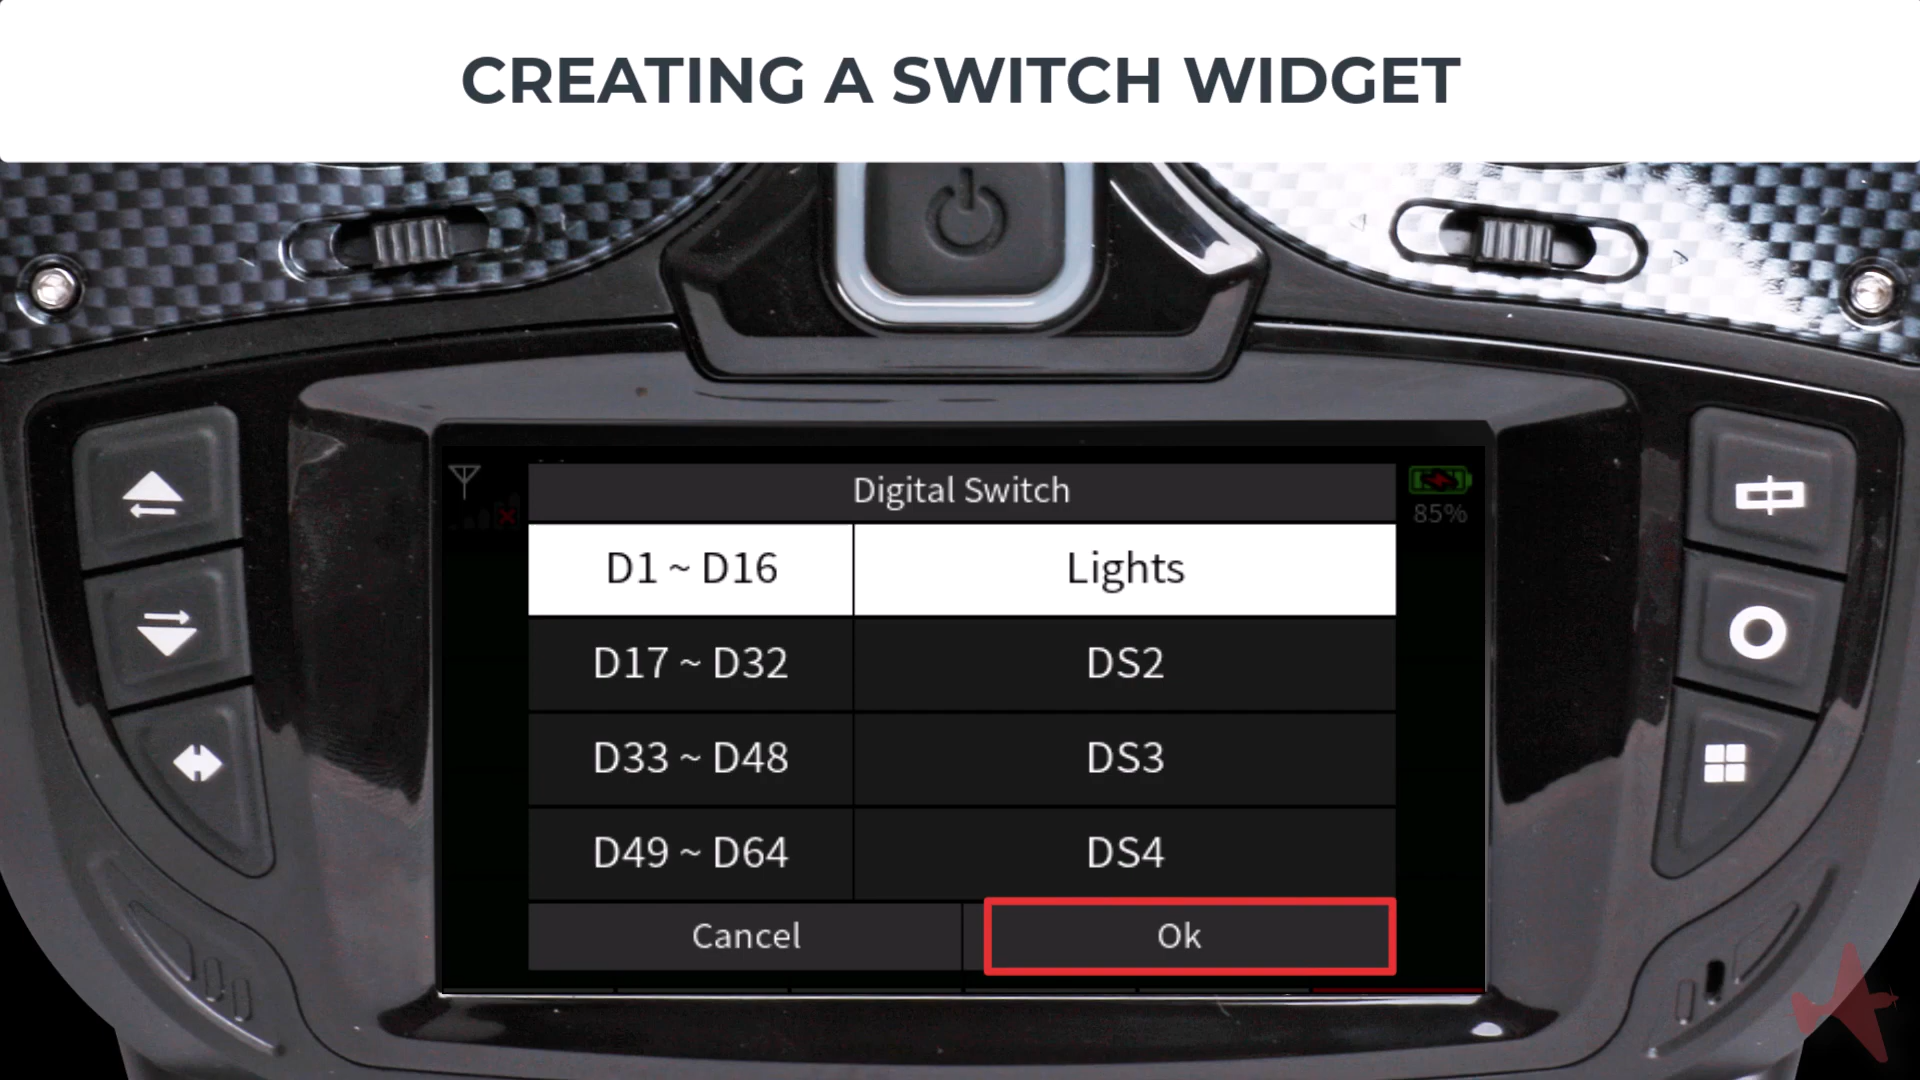 CREATING A SWITCH WIDGET
Digital Switch
85%
D1 ~ D16 Lights
D17 ~ D32 DS2
D33 ~ D48 DS3
D49 ~ D64 DS4
Cancel Ok